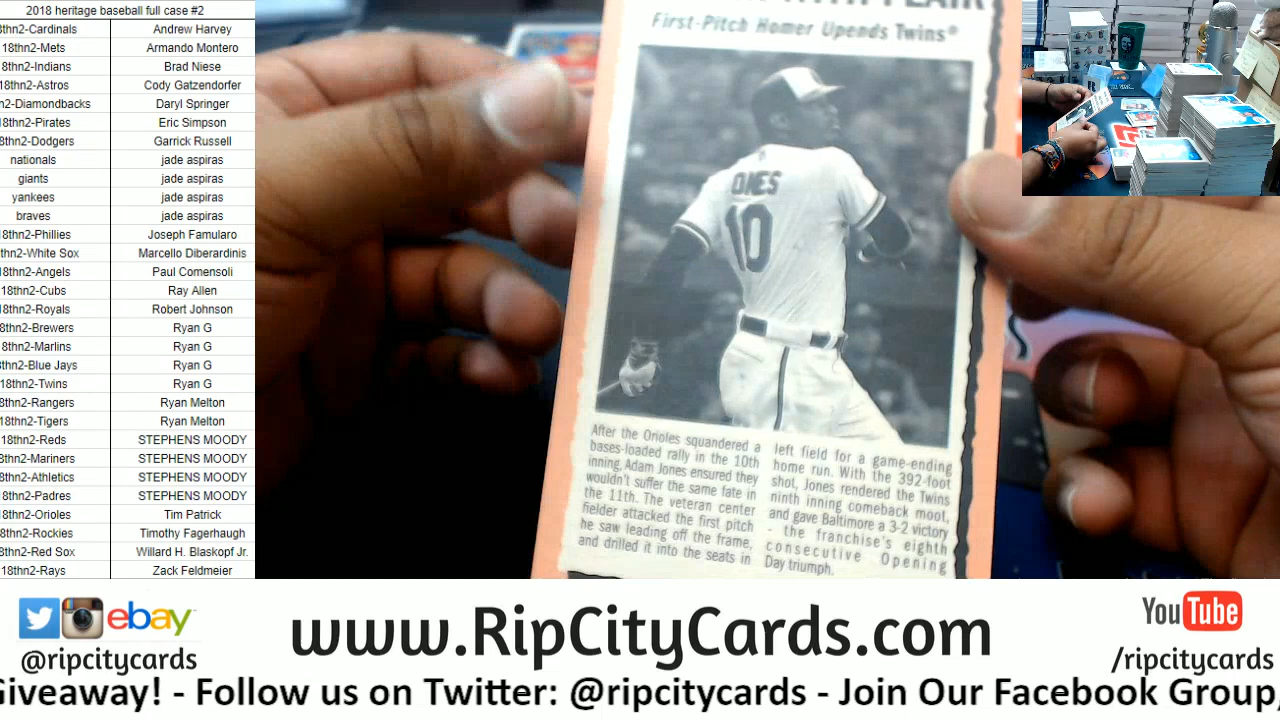 2018 heritage baseball full case #2
8thn-Cardinals Andrew Harvey
18thn-Mets Armando Montero
18thn-Indians Brad Niese
18thn-Astros Cody Gatzendorfer
n2-Diamondbacks Daryl Springer
18thn-Pirates Eric Simpson
8thn2-Dodgers Garrick Russell
nationals jade aspiras
giants jade aspiras
yankees jade aspiras
braves jade aspiras
8thn2-Phillies Joseph Famularo
thn2-White Sox Marcello Diberardinis
8thn2-Angels Paul Comensoli
18thn2-Cubs Ray Allen
18thn2-Royals Robert Johnson
8thn2-Brewers Ryan G
18thn2-Marlins Ryan G
thn2-Blue Jays Ryan G
18thn2-Twins Ryan G
8thn2-Rangers Ryan Melton
18thn2-Tigers Ryan Melton
18thn2-Reds STEPHENS MOODY
8thn2-Mariners STEPHENS MOODY
8thn2-Athletics STEPHENS MOODY
8thn2-Padres STEPHENS MOODY
8thn2-Orioles Tim Patrick
8thn2-Rockies Timothy Fagerhaugh
8thn2-Red Sox Willard H. Blaskopf Jr.
18thn2-Rays Zack Feldmeier
First-Pitch Homer Upends Twins®
ONES
10
After the Orioles squandered a
bases-loaded rally in the 10th
inning, Adam Jones ensured they
wouldn't suffer the same fate in
the 11th. The veteran center
fielder attacked the first pitch
he saw leading off the frame,
and drilled it into the seats in
left field for a game-ending
home run. With the 392-foot
shot, Jones rendered the Twins
ninth inning comeback moot,
and gave Baltimore a 3-2 victory
- the franchise's eighth
consecutive Opening
Day triumph.
ebay
@ripcitycards
www.RipCityCards.com
YouTube
/ripcitycards
Giveaway! - Follow us on Twitter: @ripcitycards - Join Our Facebook Group,